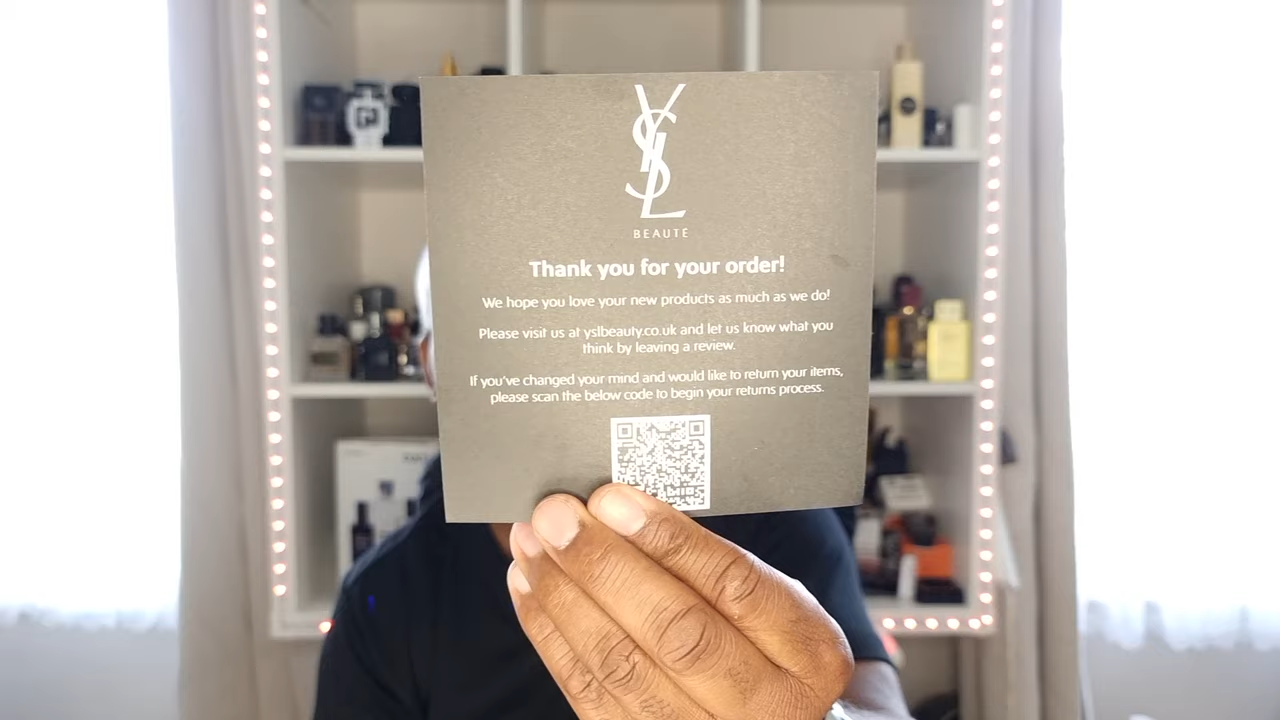 YSL
BEAUTÉ
Thank you for your order!
We hope you love your new products as much as we do!
Please visit us at yslbeauty.co.uk and let us know what you
think by leaving a review.
If you've changed your mind and would like to return your items,
please scan the below code to begin your returns process.